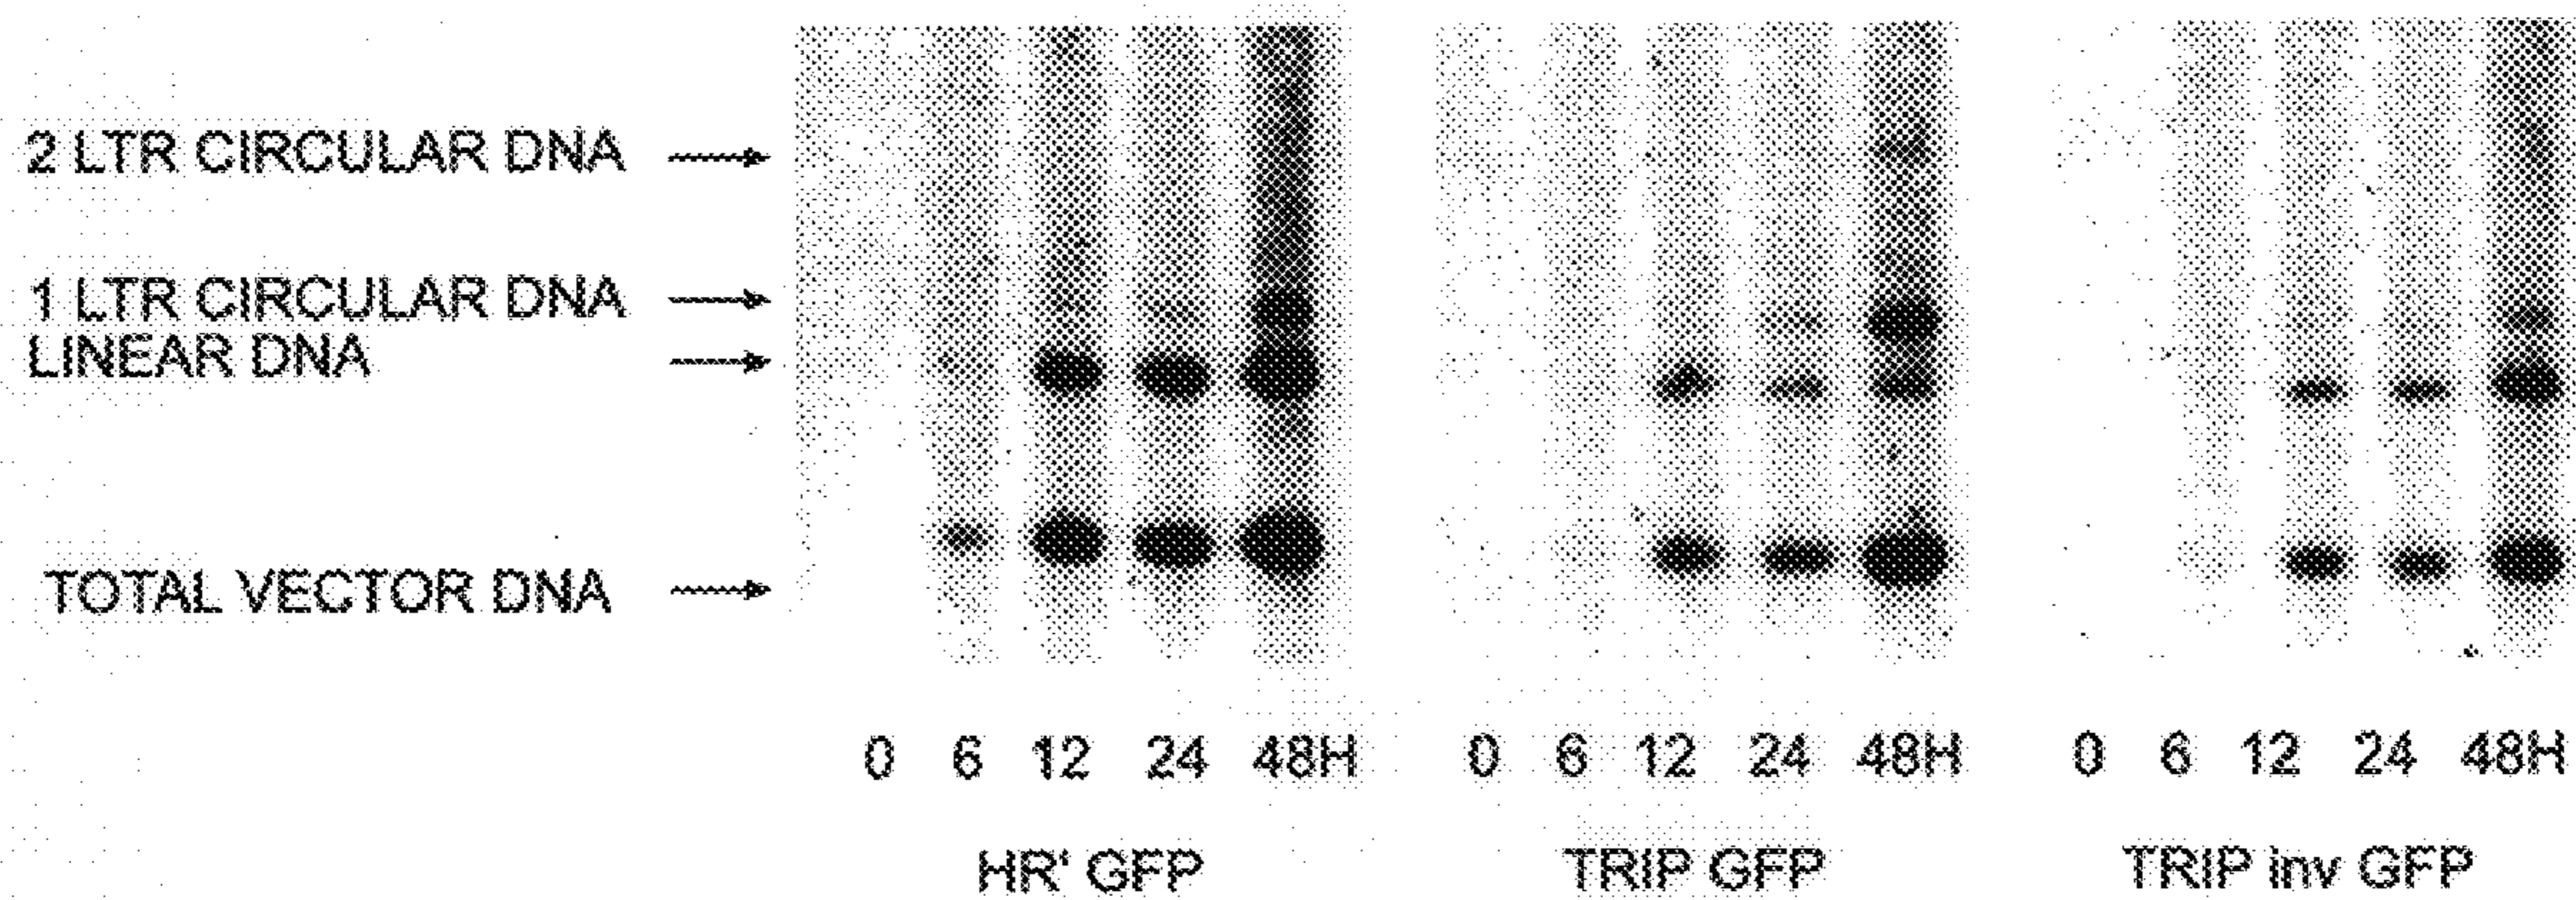 2 LTR CIRCULAR DNA
1 LTR CIRCULAR DNA
LINEAR DNA
TOTAL VECTOR DNA
0 6 12 24 48H 0 6 12 24 48H 0 6 12 24 48H
HR' GFP TRIP GFP TRIP inv GFP